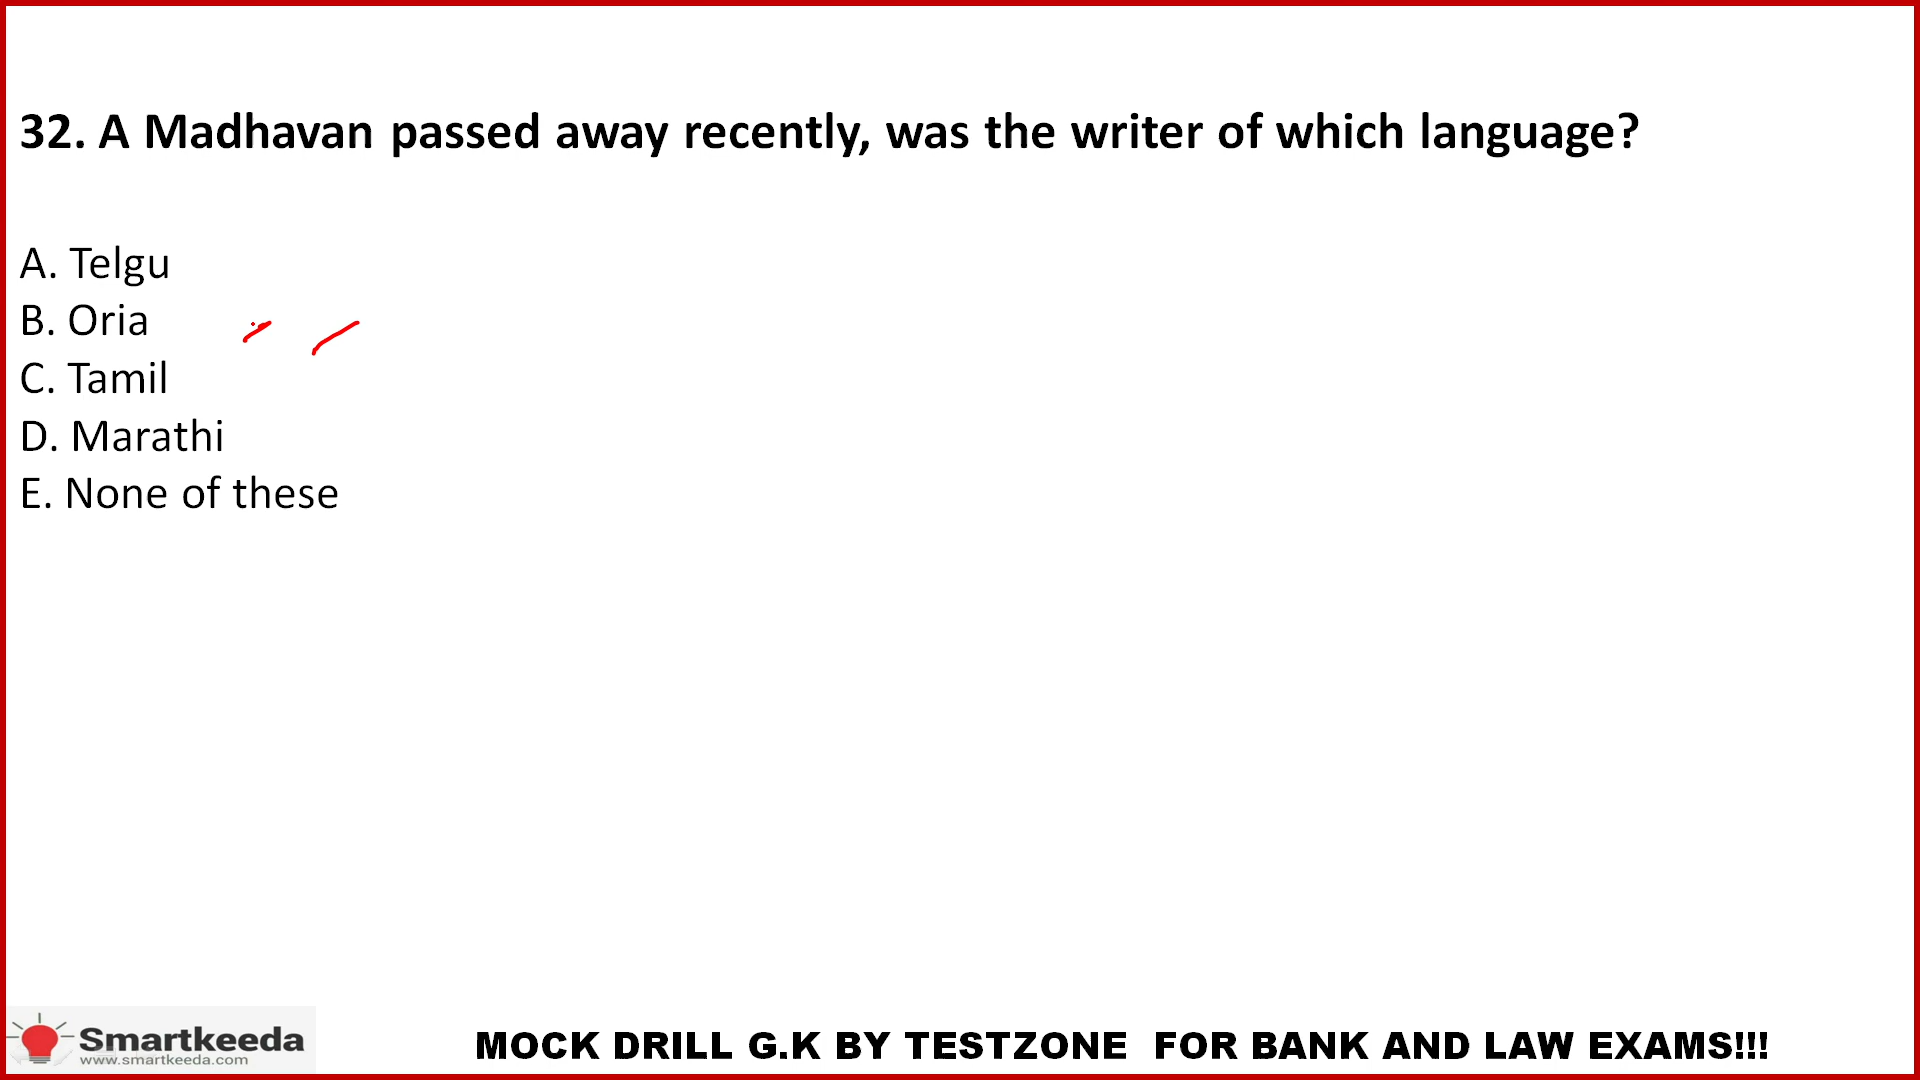 32. A Madhavan passed away recently, was the writer of which language?
A. Telgu
B. Oria
C. Tamil
D. Marathi
E. None of these
Smartkeeda
www.smartkeeda.com
MOCK DRILL G.K BY TESTZONE FOR BANK AND LAW EXAMS!!!